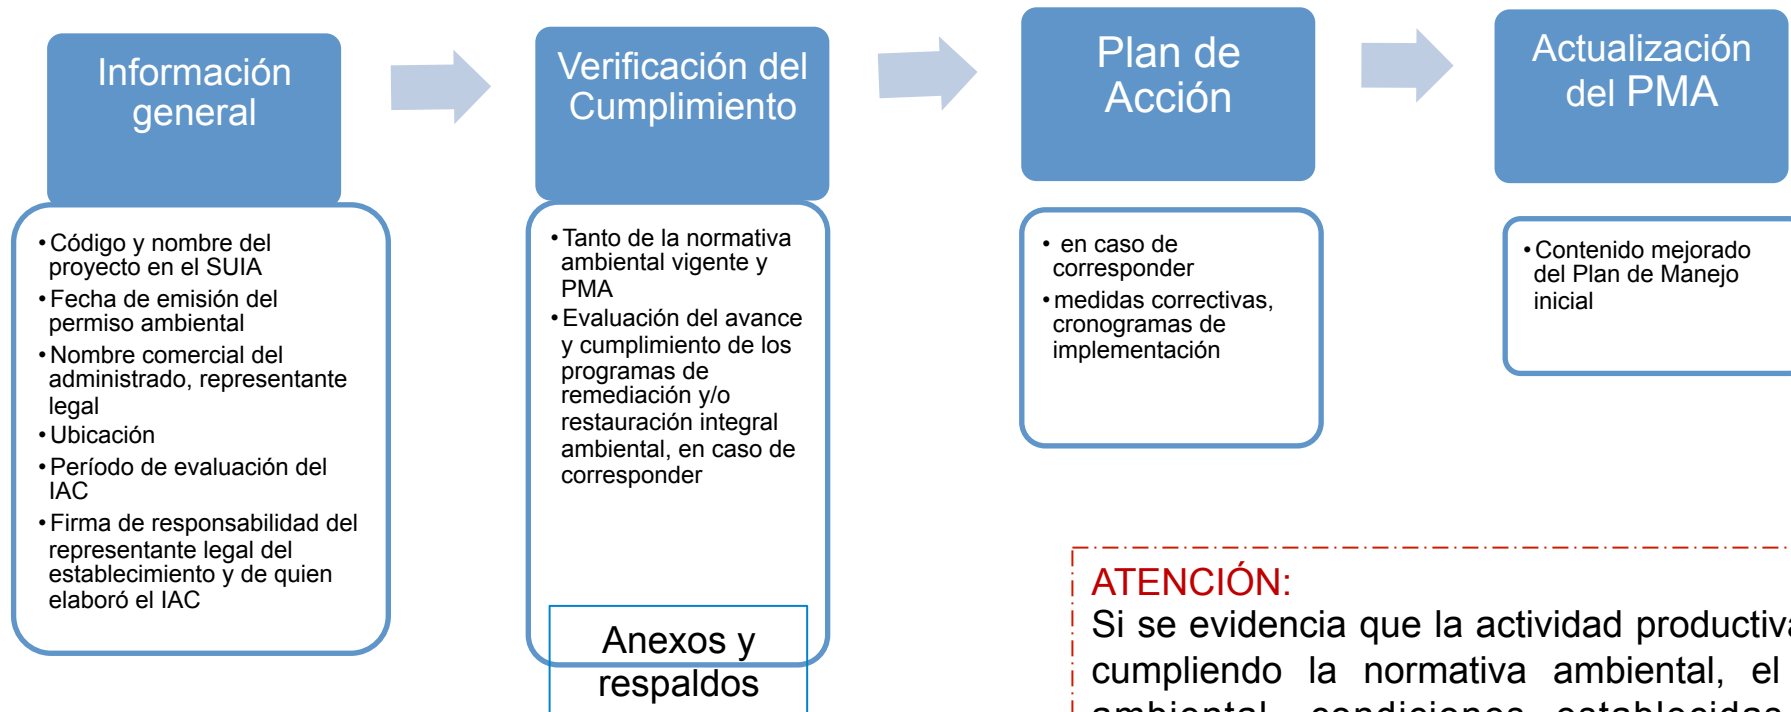 Información
general
• Código y nombre del
proyecto en el SUIA
• Fecha de emisión del
permiso ambiental
• Nombre comercial del
administrado, representante
legal
• Ubicación
• Período de evaluación del
IAC
• Firma de responsabilidad del
representante legal del
establecimiento y de quien
elaboró el IAC
Verificación del
Cumplimiento
• Tanto de la normativa
ambiental vigente y
PMA
• Evaluación del avance
y cumplimiento de los
programas de
remediación y/o
restauración integral
ambiental, en caso de
corresponder
Anexos y
respaldos
Plan de
Acción
• en caso de
corresponder
• medidas correctivas,
cronogramas de
implementación
Actualización
del PMA
• Contenido mejorado
del Plan de Manejo
inicial
ATENCIÓN:
Si se evidencia que la actividad productiva
cumpliendo la normativa ambiental, el
ambiental, condiciones establecidas